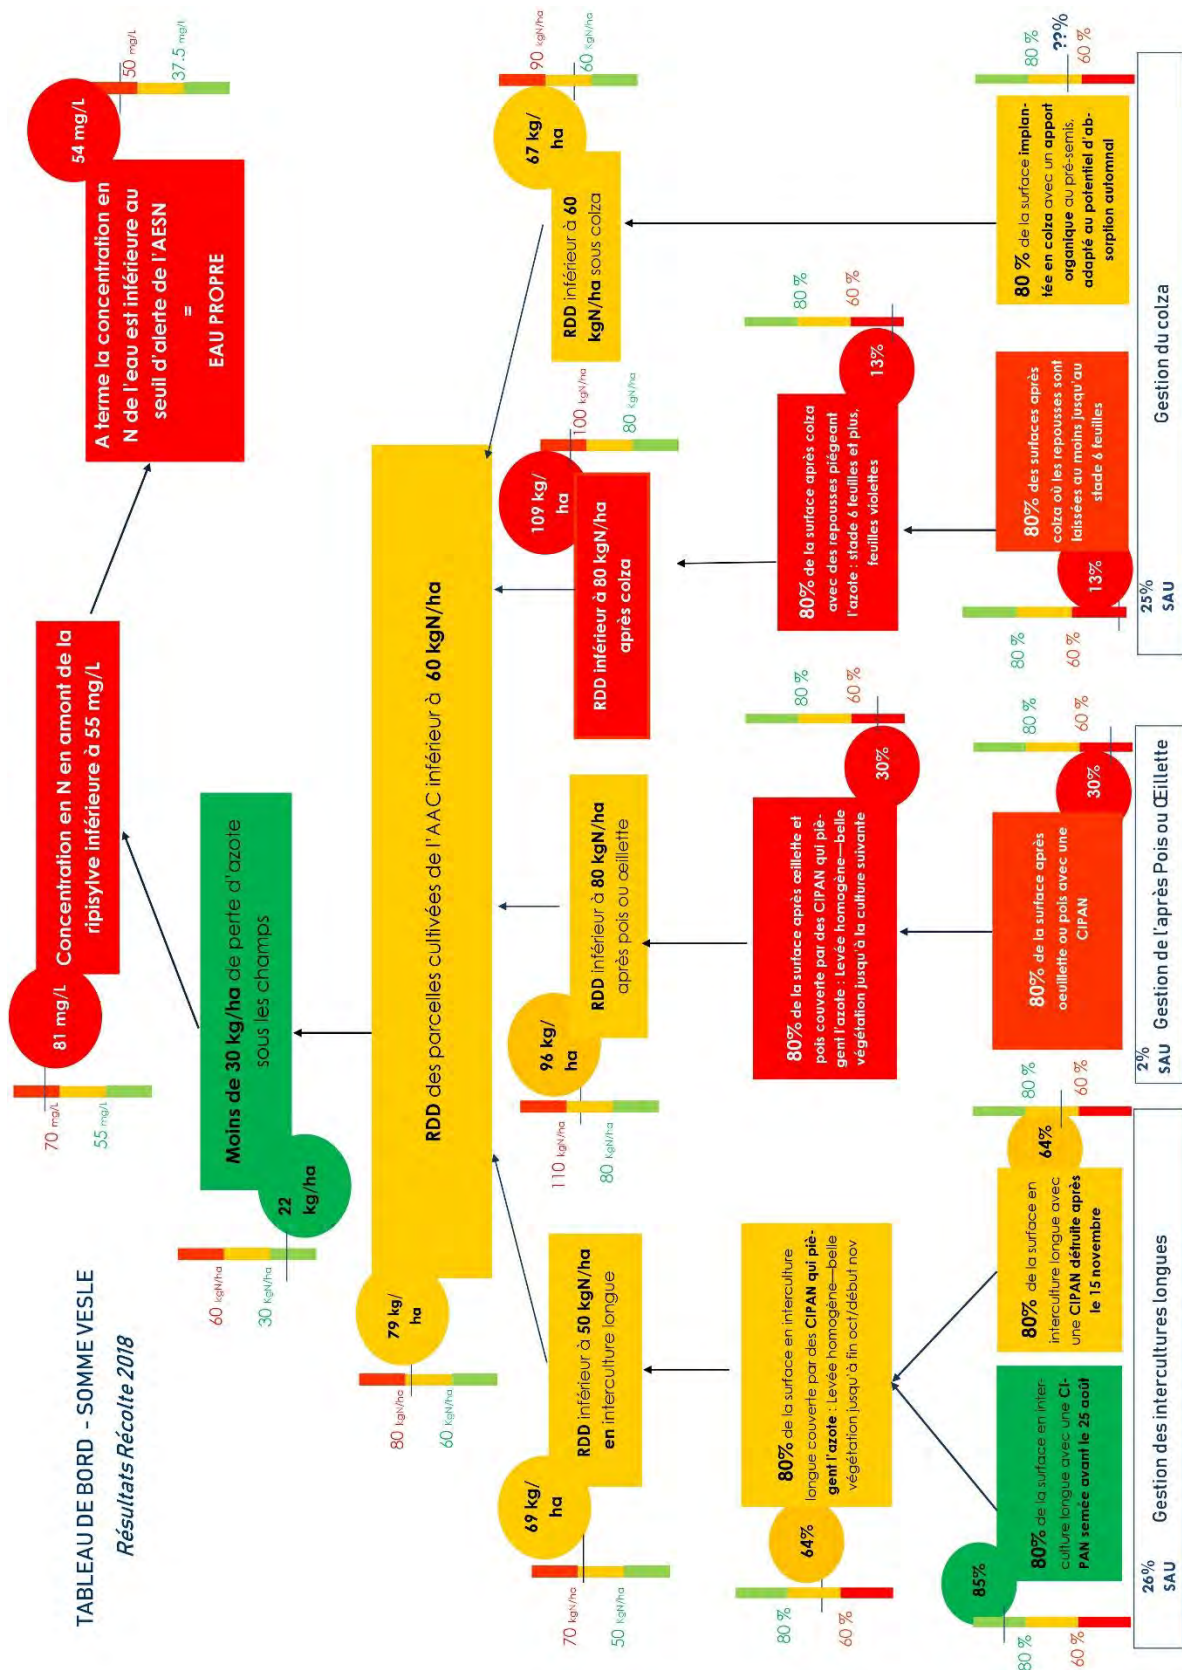 TABLEAU DE BORD - SOMME VESLE
Résultats Récolte 2018
70 mg/L
55 mg/L
81 mg/L
Concentration en N en amont de la
ripisylve inférieure à 55 mg/L
A terme la concentration en
N de l'eau est inférieure au
seuil d'alerte de l'AESN
=
EAU PROPRE
54 mg/L
50 mg/L
37.5 mg/L
60 kgN/ha
30 KgN/ha
22
kg/ha
Moins de 30 kg/ha de perte d'azote
sous les champs
80 kgN/ha
60 KgN/ha
79 kg/
ha
RDD des parcelles cultivées de l'AAC inférieur à 60 kgN/ha
70 kgN/ha
50 KgN/ha
69 kg/
ha
RDD inférieur à 50 kgN/ha
en interculture longue
110 kgN/ha
80 KgN/ha
96 kg/
ha
RDD inférieur à 80 kgN/ha
après pois ou œillette
RDD inférieur à 80 kgN/ha
après colza
109 kg/
ha
100 kgN/ha
80 KgN/ha
RDD inférieur à 60
kgN/ha sous colza
67 kg/
ha
90 kgN/ha
60 KgN/ha
80 %
60 %
64%
80% de la surface en interculture
longue couverte par des CIPAN qui piè-
gent l'azote : Levée homogène—belle
végétation jusqu'à fin oct/début nov
80% de la surface après œillette et
pois couverte par des CIPAN qui piè-
gent l'azote : Levée homogène—belle
végétation jusqu'à la culture suivante
30%
80 %
60 %
80% de la surface après colza
avec des repousses piégeant
l'azote : stade 6 feuilles et plus,
feuilles violettes
13%
80 %
60 %
80 %
60 %
85%
80% de la surface en inter-
culture longue avec une CI-
PAN semée avant le 25 août
80% de la surface en
interculture longue avec
une CIPAN détruite après
le 15 novembre
64%
80 %
60 %
80% de la surface après
oeuillette ou pois avec une
CIPAN
30%
80 %
60 %
80 %
60 %
13%
80% des surfaces après
colza où les repousses sont
laissées au moins jusqu'au
stade 6 feuilles
80 % de la surface implan-
tée en colza avec un apport
organique au pré-semis,
adapté au potentiel d'ab-
sorption automnal
80 %
??%
60 %
26%
SAU
Gestion des intercultures longues
2%
SAU
Gestion de l'après Pois ou Œillette
25%
SAU
Gestion du colza